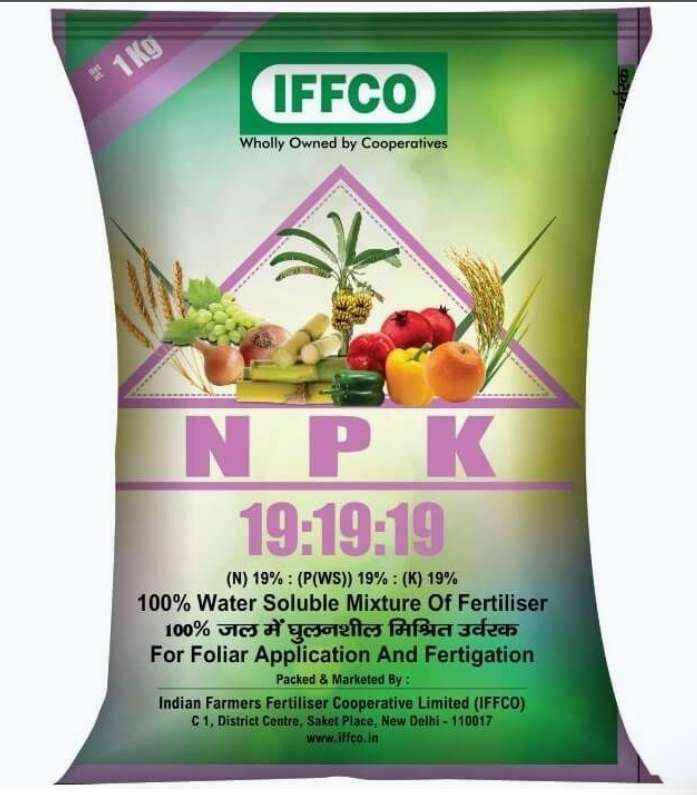 Net wt. 1 Kg
IFFCO
Wholly Owned by Cooperatives
N P K
19:19:19
(N) 19% : (P(WS)) 19% : (K) 19%
100% Water Soluble Mixture Of Fertiliser
100% जल में घुलनशील मिश्रित उर्वरक
For Foliar Application And Fertigation
Packed & Marketed By :
Indian Farmers Fertiliser Cooperative Limited (IFFCO)
C 1, District Centre, Saket Place, New Delhi - 110017
www.iffco.in